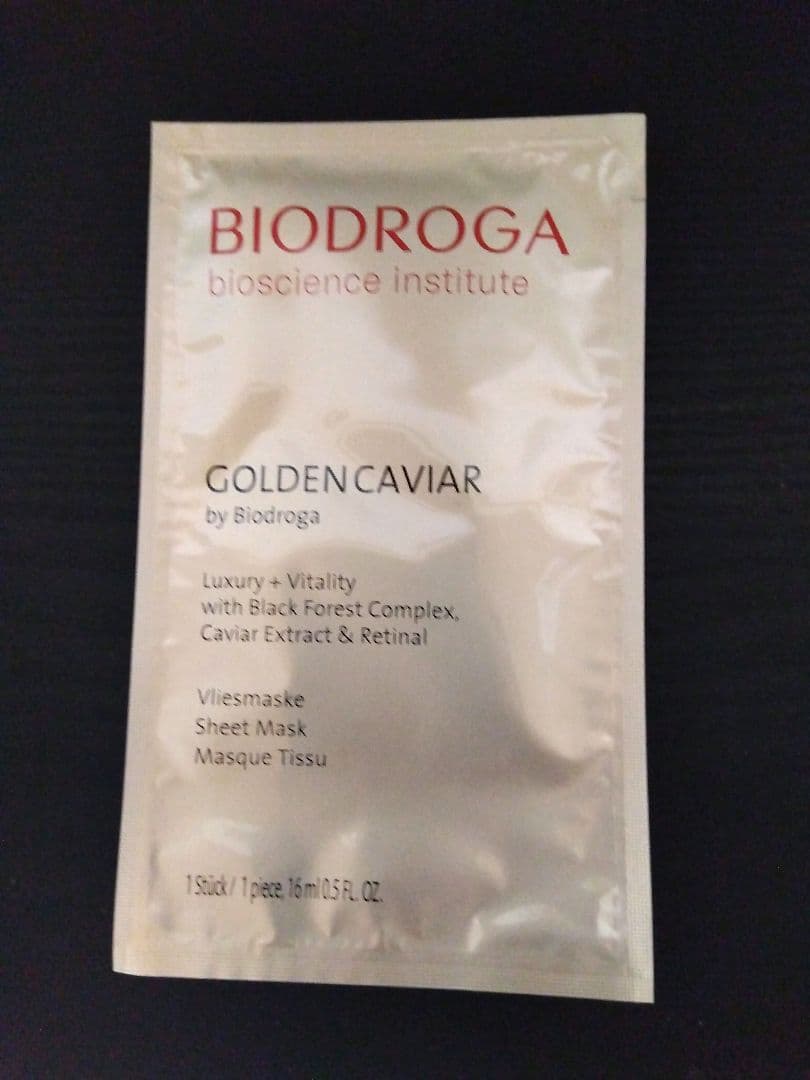 BIODROGA
bioscience institute
GOLDEN CAVIAR
by Biodroga
Luxury + Vitality
with Black Forest Complex,
Caviar Extract & Retinal
Vliesmaske
Sheet Mask
Masque Tissu
1 Stück / 1 piece, 16 ml 0.5 FL. OZ.